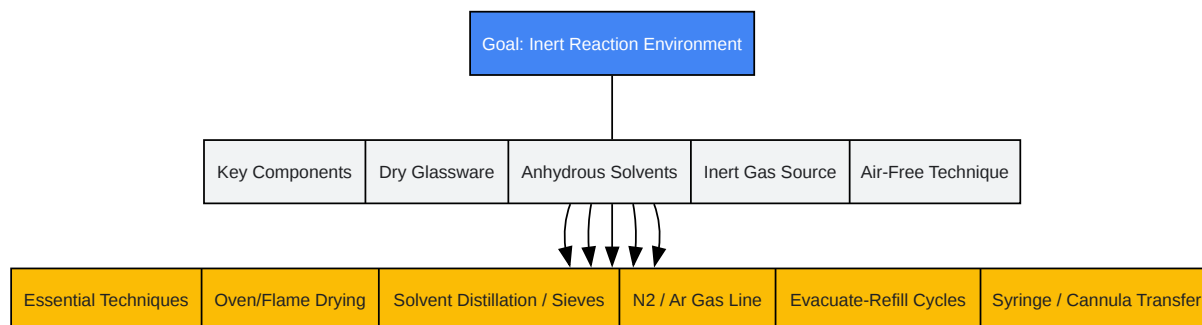 Goal: Inert Reaction Environment
Key Components
Dry Glassware
Anhydrous Solvents
Inert Gas Source
Air-Free Technique
Essential Techniques
Oven/Flame Drying
Solvent Distillation / Sieves
N2 / Ar Gas Line
Evacuate-Refill Cycles
Syringe / Cannula Transfer